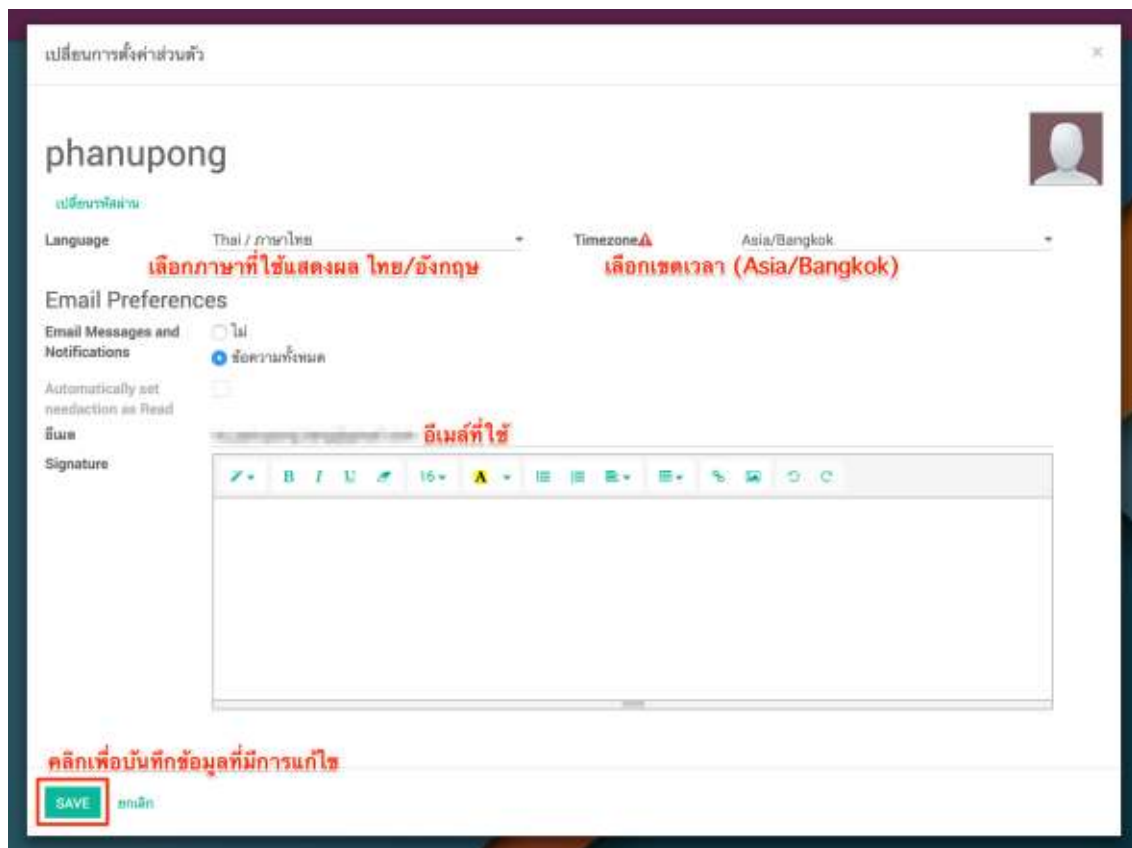 เปลี่ยนการตั้งค่าส่วนตัว ×
phanupong
เปลี่ยนรหัสผ่าน
Language Thai / ภาษาไทย Timezone Asia/Bangkok
เลือกภาษาที่ใช้แสดงผล ไทย/อังกฤษ เลือกเขตเวลา (Asia/Bangkok)
Email Preferences
Email Messages and ไม่
Notifications ข้อความทั้งหมด
Automatically set
needaction as Read
อีเมล อีเมล์ที่ใช้
Signature
B I U 16 A
คลิกเพื่อบันทึกข้อมูลที่มีการแก้ไข
SAVE ยกเลิก